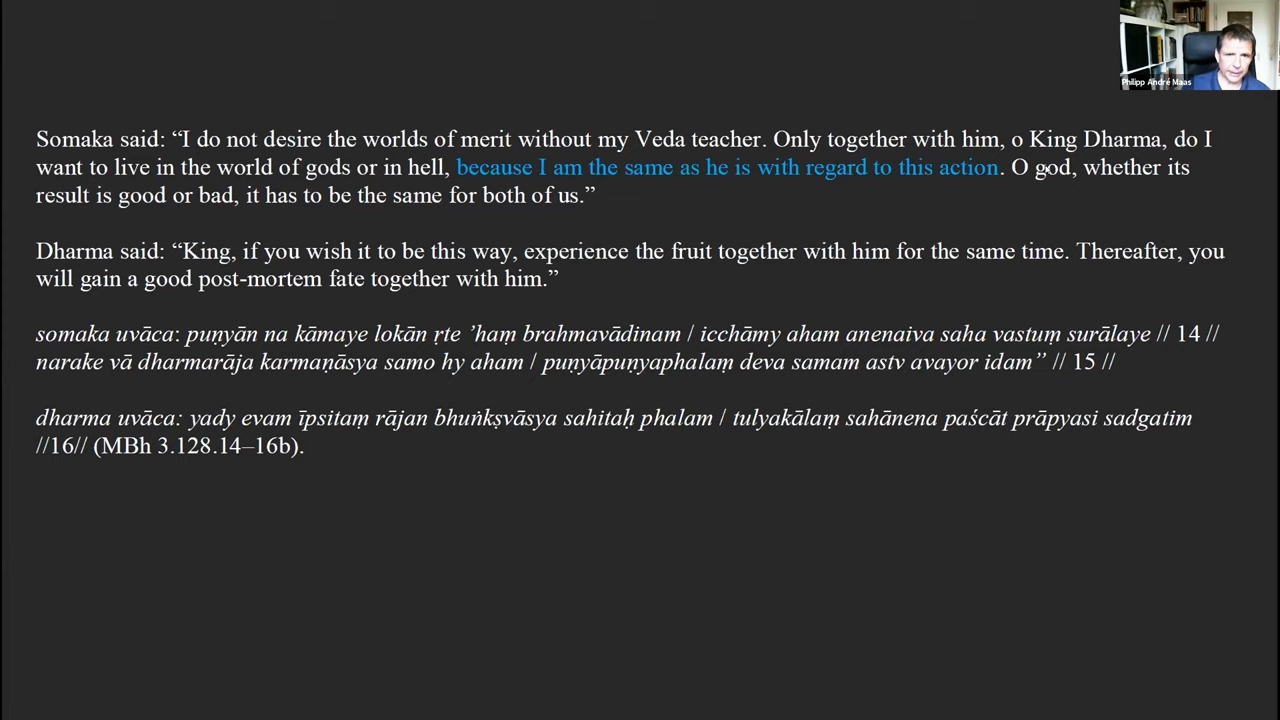 Philipp André Maas
Somaka said: “I do not desire the worlds of merit without my Veda teacher. Only together with him, o King Dharma, do I
want to live in the world of gods or in hell, because I am the same as he is with regard to this action. O god, whether its
result is good or bad, it has to be the same for both of us.”
Dharma said: “King, if you wish it to be this way, experience the fruit together with him for the same time. Thereafter, you
will gain a good post-mortem fate together with him.”
somaka uvāca: puṇyān na kāmaye lokān ṛte ’haṃ brahmavādinam / icchāmy aham anenaiva saha vastuṃ surālaye // 14 //
narake vā dharmarāja karmaṇāsya samo hy aham / puṇyāpuṇyaphalaṃ deva samam astv avayor idam” // 15 //
dharma uvāca: yady evam īpsitaṃ rājan bhuṅkṣvāsya sahitaḥ phalam / tulyakālaṃ sahānena paścāt prāpyasi sadgatim
//16// (MBh 3.128.14–16b).